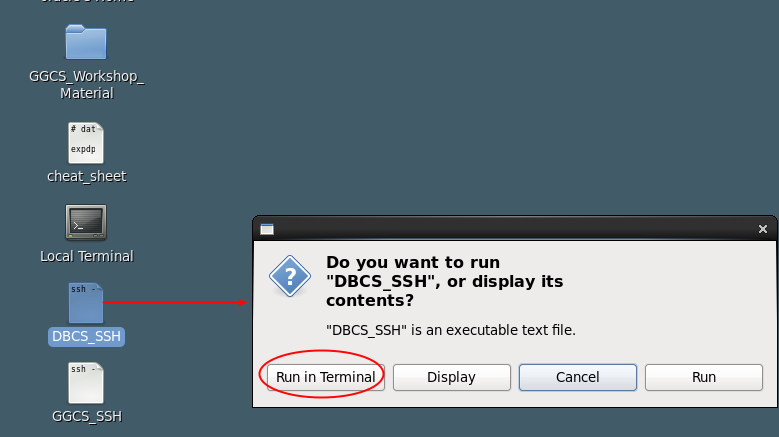 GGCS_Workshop_
Material
# dat
expdp
cheat_sheet
Local Terminal
ssh -
DBCS_SSH
ssh -
GGCS_SSH
Do you want to run
"DBCS_SSH", or display its
contents?
"DBCS_SSH" is an executable text file.
Run in Terminal
Display
Cancel
Run